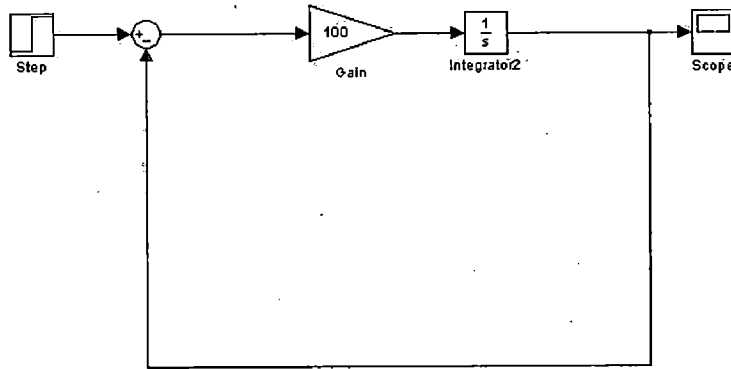 +
−
100
1
s
Step
Gain
Integrator2
Scope